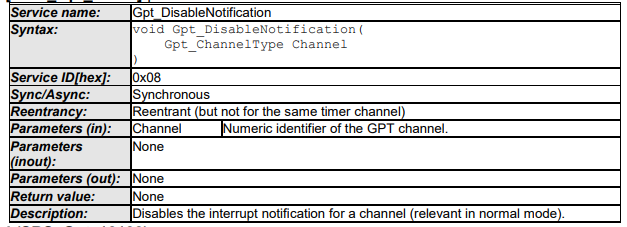 Service name: Gpt_DisableNotification
Syntax: void Gpt_DisableNotification(
Gpt_ChannelType Channel
)
Service ID[hex]: 0x08
Sync/Async: Synchronous
Reentrancy: Reentrant (but not for the same timer channel)
Parameters (in): Channel Numeric identifier of the GPT channel.
Parameters (inout): None
Parameters (out): None
Return value: None
Description: Disables the interrupt notification for a channel (relevant in normal mode).